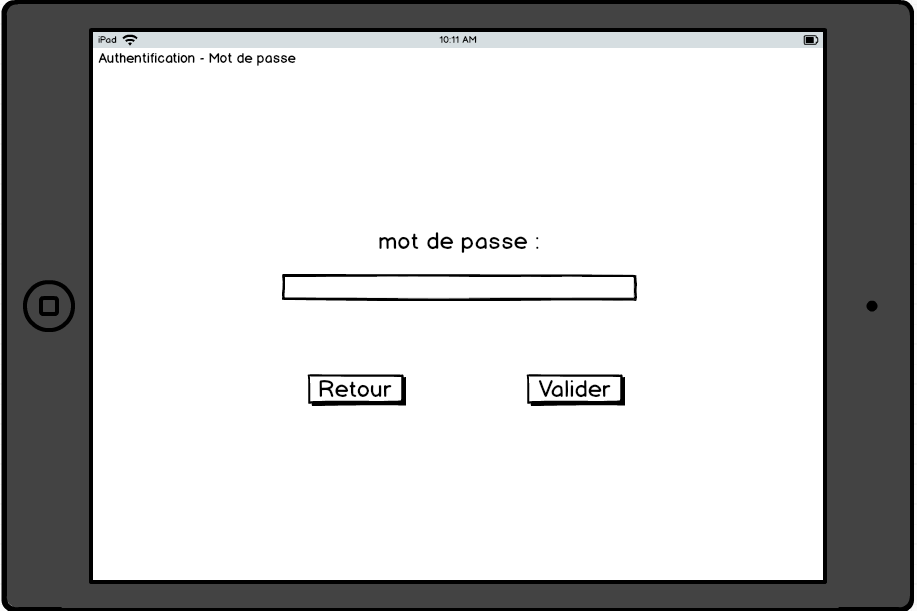 iPad 10:11 AM
Authentification - Mot de passe
mot de passe :
Retour Valider